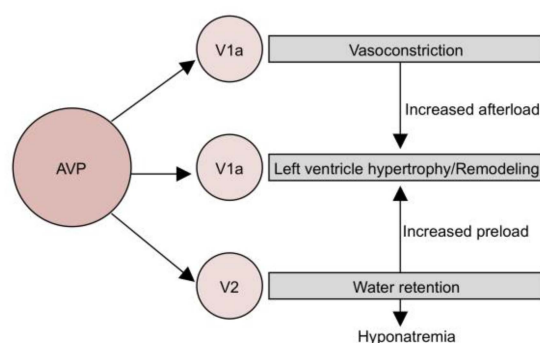 V1a
Vasoconstriction
Increased afterload
AVP
V1a
Left ventricle hypertrophy/Remodeling
Increased preload
V2
Water retention
Hyponatremia